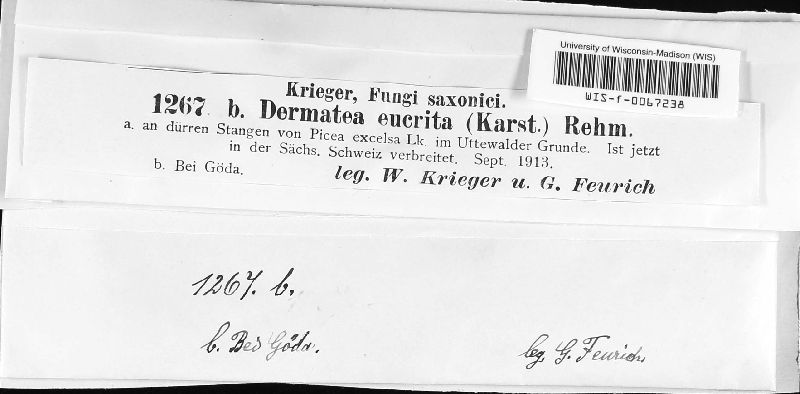 University of Wisconsin-Madison (WIS)
WIS-f-0067238
Krieger, Fungi saxonici.
1267 b. Dermatea eucrita (Karst.) Rehm.
a. an dürren Stangen von Picea excelsa Lk. im Uttewalder Grunde. Ist jetzt
in der Sächs. Schweiz verbreitet. Sept. 1913.
b. Bei Göda.
leg. W. Krieger u. G. Feurich
1267. b.
b. Bei Göda.
leg. G. Feurich